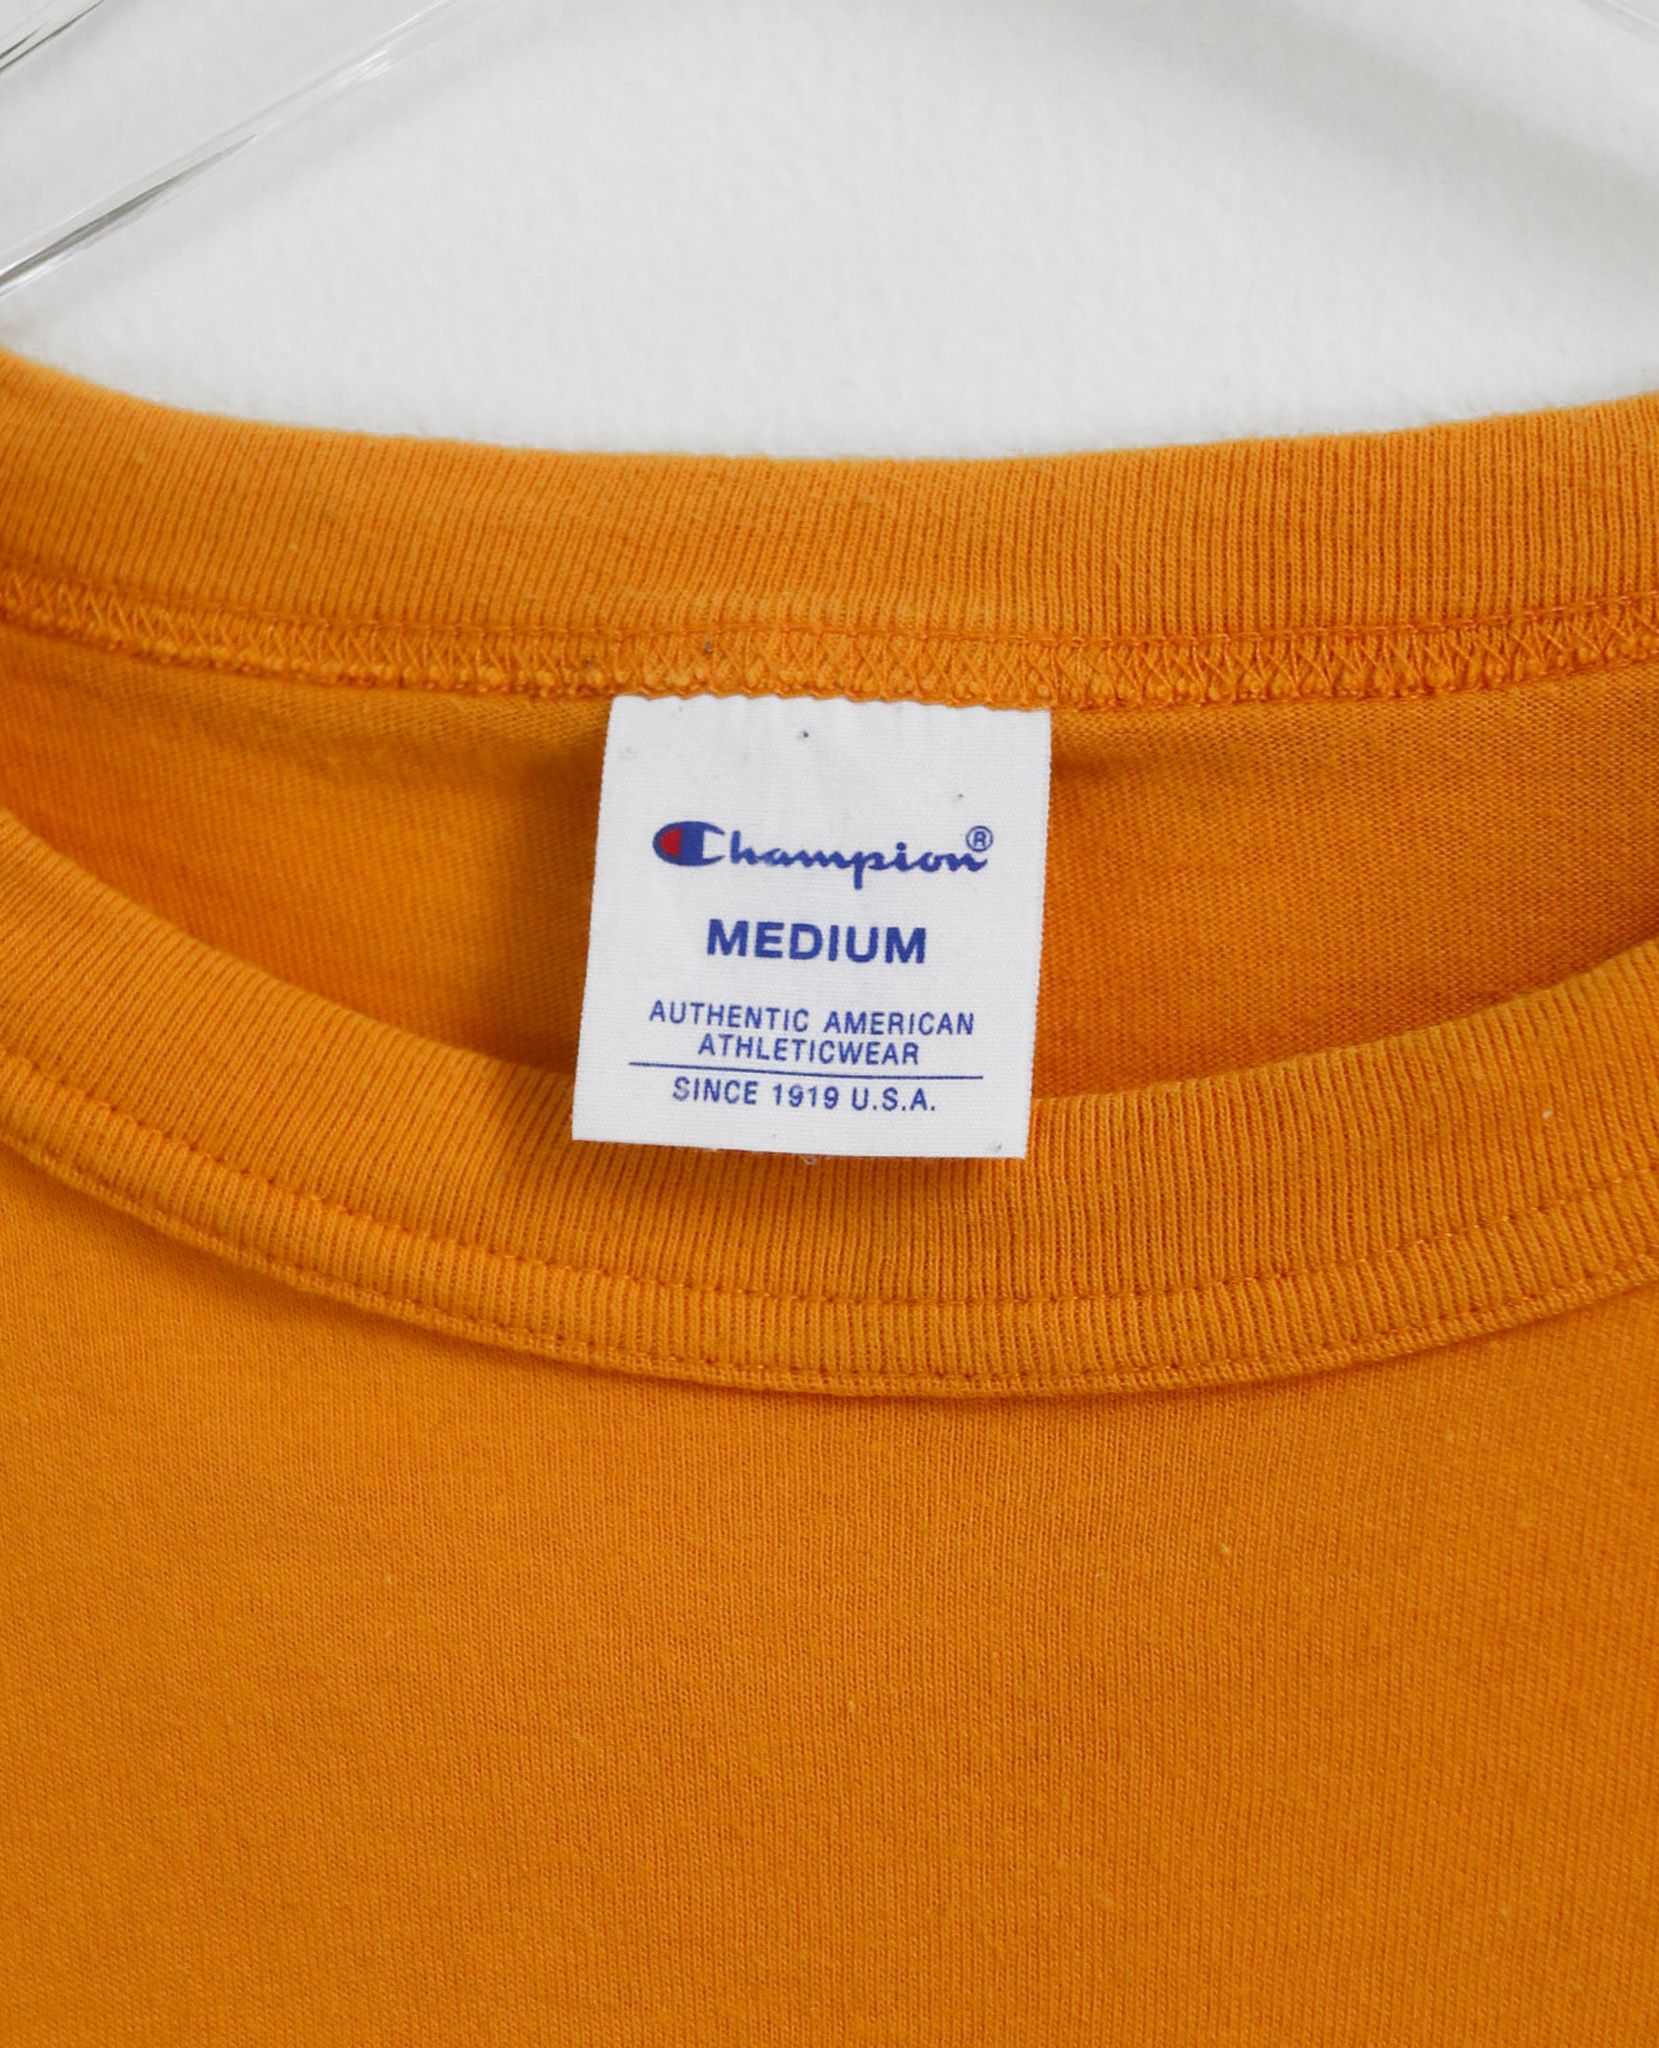 Champion®
MEDIUM
AUTHENTIC AMERICAN
ATHLETICWEAR
SINCE 1919 U.S.A.